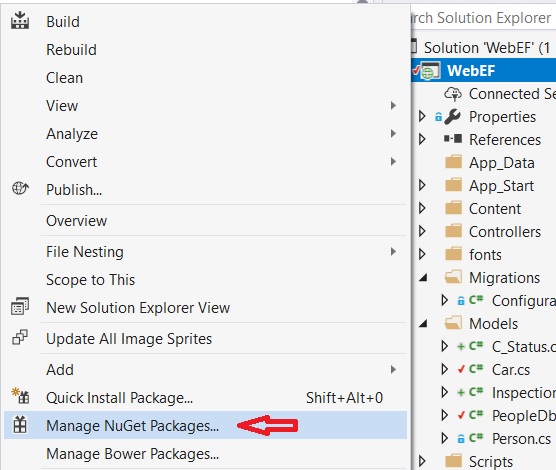 Build
Rebuild
Clean
View
Analyze
Convert
Publish...
Overview
File Nesting
Scope to This
New Solution Explorer View
Update All Image Sprites
Add
Quick Install Package... Shift+Alt+0
Manage NuGet Packages...
Manage Bower Packages...
rch Solution Explorer
Solution 'WebEF' (1
WebEF
Connected Se
Properties
References
App_Data
App_Start
Content
Controllers
fonts
Migrations
C# Configura
Models
C# C_Status.c
C# Car.cs
C# Inspection
C# PeopleDb
C# Person.cs
Scripts